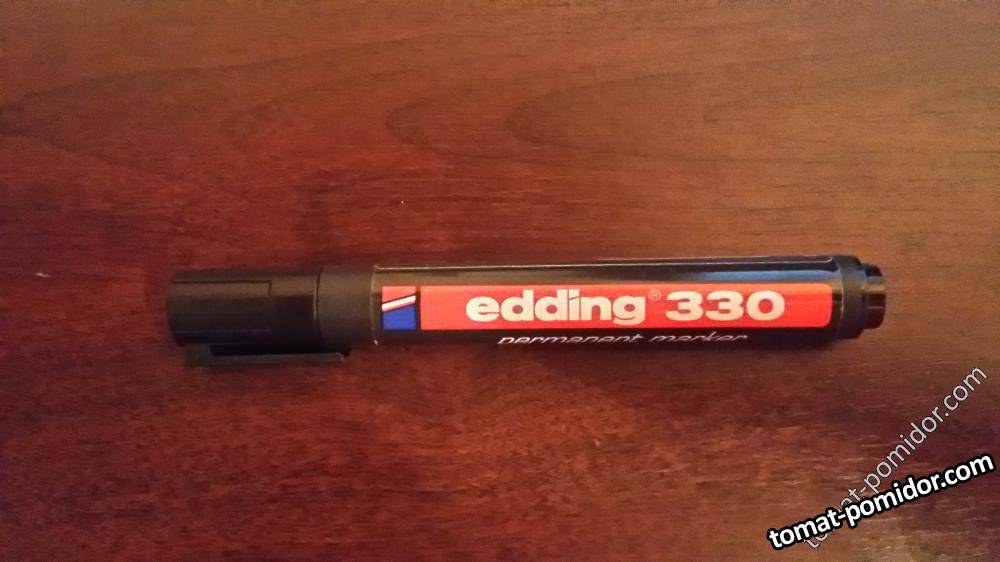 edding® 330
permanent marker
tomat-pomidor.com
tomat-pomidor.com